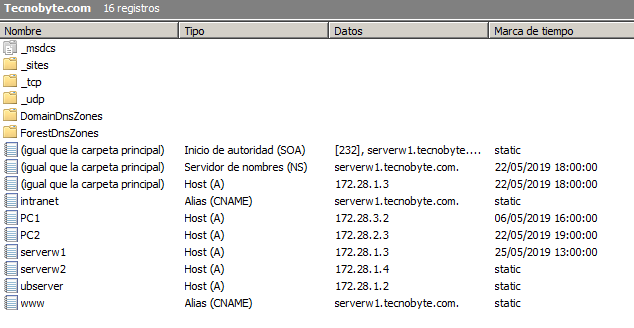 Tecnobyte.com 16 registros
Nombre Tipo Datos Marca de tiempo
_msdcs
_sites
_tcp
_udp
DomainDnsZones
ForestDnsZones
(igual que la carpeta principal) Inicio de autoridad (SOA) [232], serverw1.tecnobyte.... static
(igual que la carpeta principal) Servidor de nombres (NS) serverw1.tecnobyte.com. 22/05/2019 18:00:00
(igual que la carpeta principal) Host (A) 172.28.1.3 22/05/2019 18:00:00
intranet Alias (CNAME) serverw1.tecnobyte.com. static
PC1 Host (A) 172.28.3.2 06/05/2019 16:00:00
PC2 Host (A) 172.28.2.3 22/05/2019 19:00:00
serverw1 Host (A) 172.28.1.3 25/05/2019 13:00:00
serverw2 Host (A) 172.28.1.4 static
ubserver Host (A) 172.28.1.2 static
www Alias (CNAME) serverw1.tecnobyte.com. static